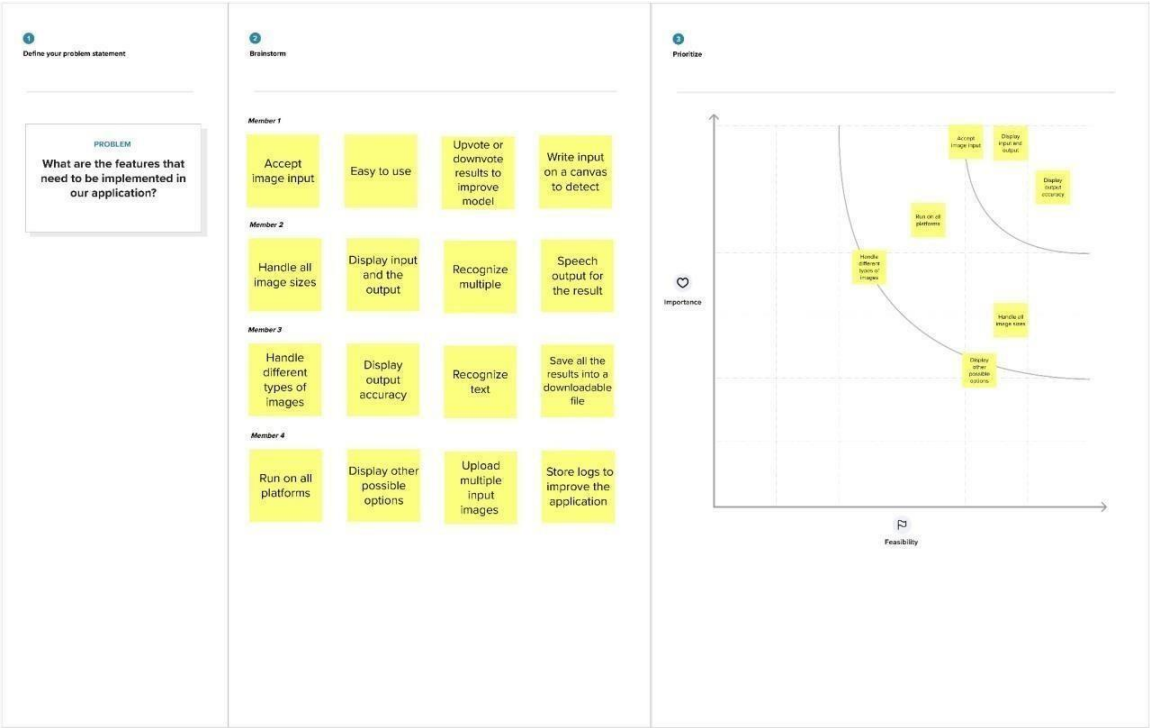 1
Define your problem statement
PROBLEM
What are the features that
need to be implemented in
our application?
2
Brainstorm
Member 1
Accept
image input
Easy to use
Upvote or
downvote
results to
improve
model
Write input
on a canvas
to detect
Member 2
Handle all
image sizes
Display input
and the
output
Recognize
multiple
Speech
output for
the result
Member 3
Handle
different
types of
images
Display
output
accuracy
Recognize
text
Save all the
results into a
downloadable
file
Member 4
Run on all
platforms
Display other
possible
options
Upload
multiple
input
images
Store logs to
improve the
application
3
Prioritize
Accept
image input
Display
input and
output
Display
output
accuracy
Run on all
platforms
Handle
different
types of
images
Importance
Handle all
image sizes
Display
other
possible
options
Feasibility